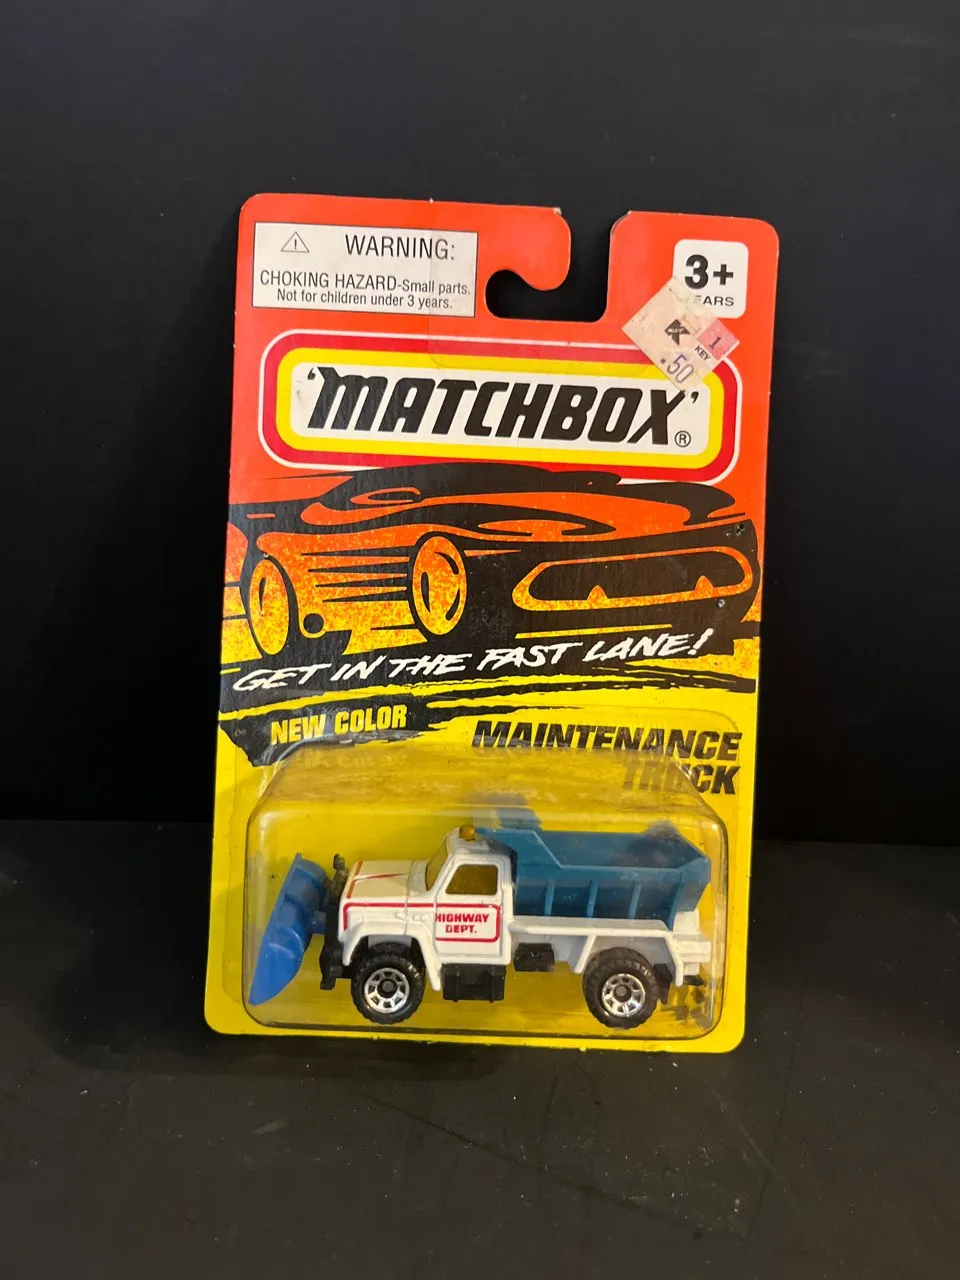 WARNING:
CHOKING HAZARD-Small parts.
Not for children under 3 years.
3+
EARS
K
1
KEY
.50
'MATCHBOX'®
GET IN THE FAST LANE!
NEW COLOR
MAINTENANCE
TRUCK
HIGHWAY
DEPT.